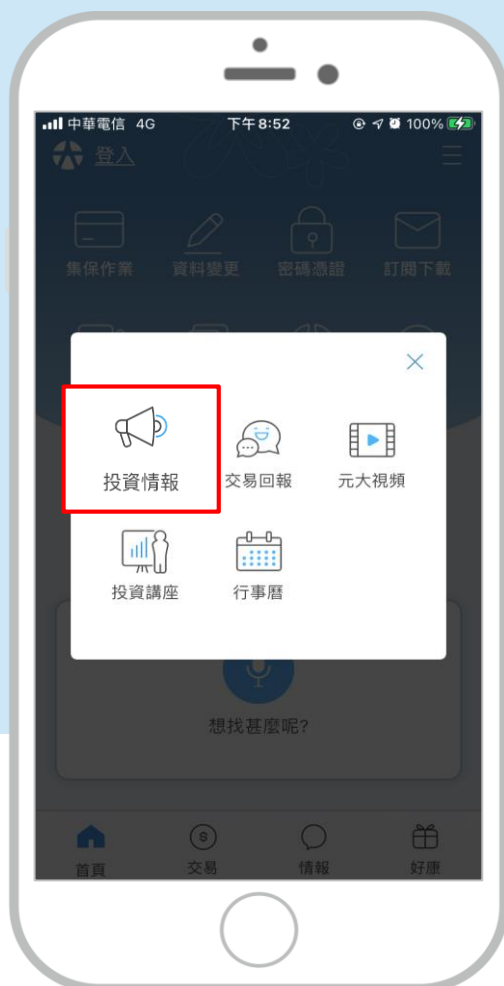 中華電信 4G 下午8:52 100%
登入
集保作業 資料變更 密碼憑證 訂閱下載
投資情報 交易回報 元大視頻
投資講座 行事曆
想找甚麼呢?
首頁 交易 情報 好康